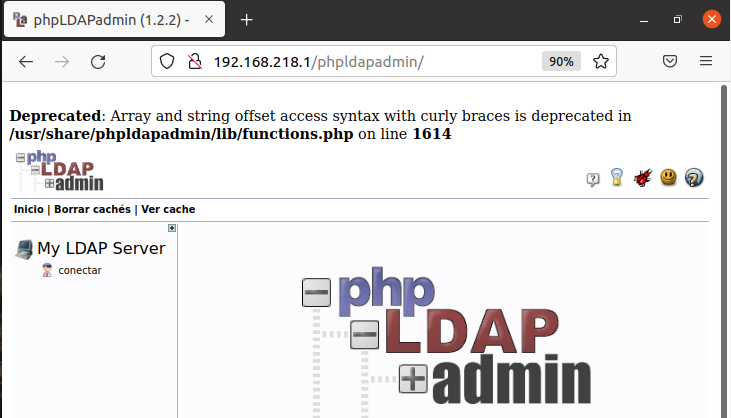 phpLDAPadmin (1.2.2) -
192.168.218.1/phpldapadmin/
90%
Deprecated: Array and string offset access syntax with curly braces is deprecated in
/usr/share/phpldapadmin/lib/functions.php on line 1614
php
LDAP
admin
Inicio | Borrar cachés | Ver cache
My LDAP Server
conectar
php
LDAP
admin